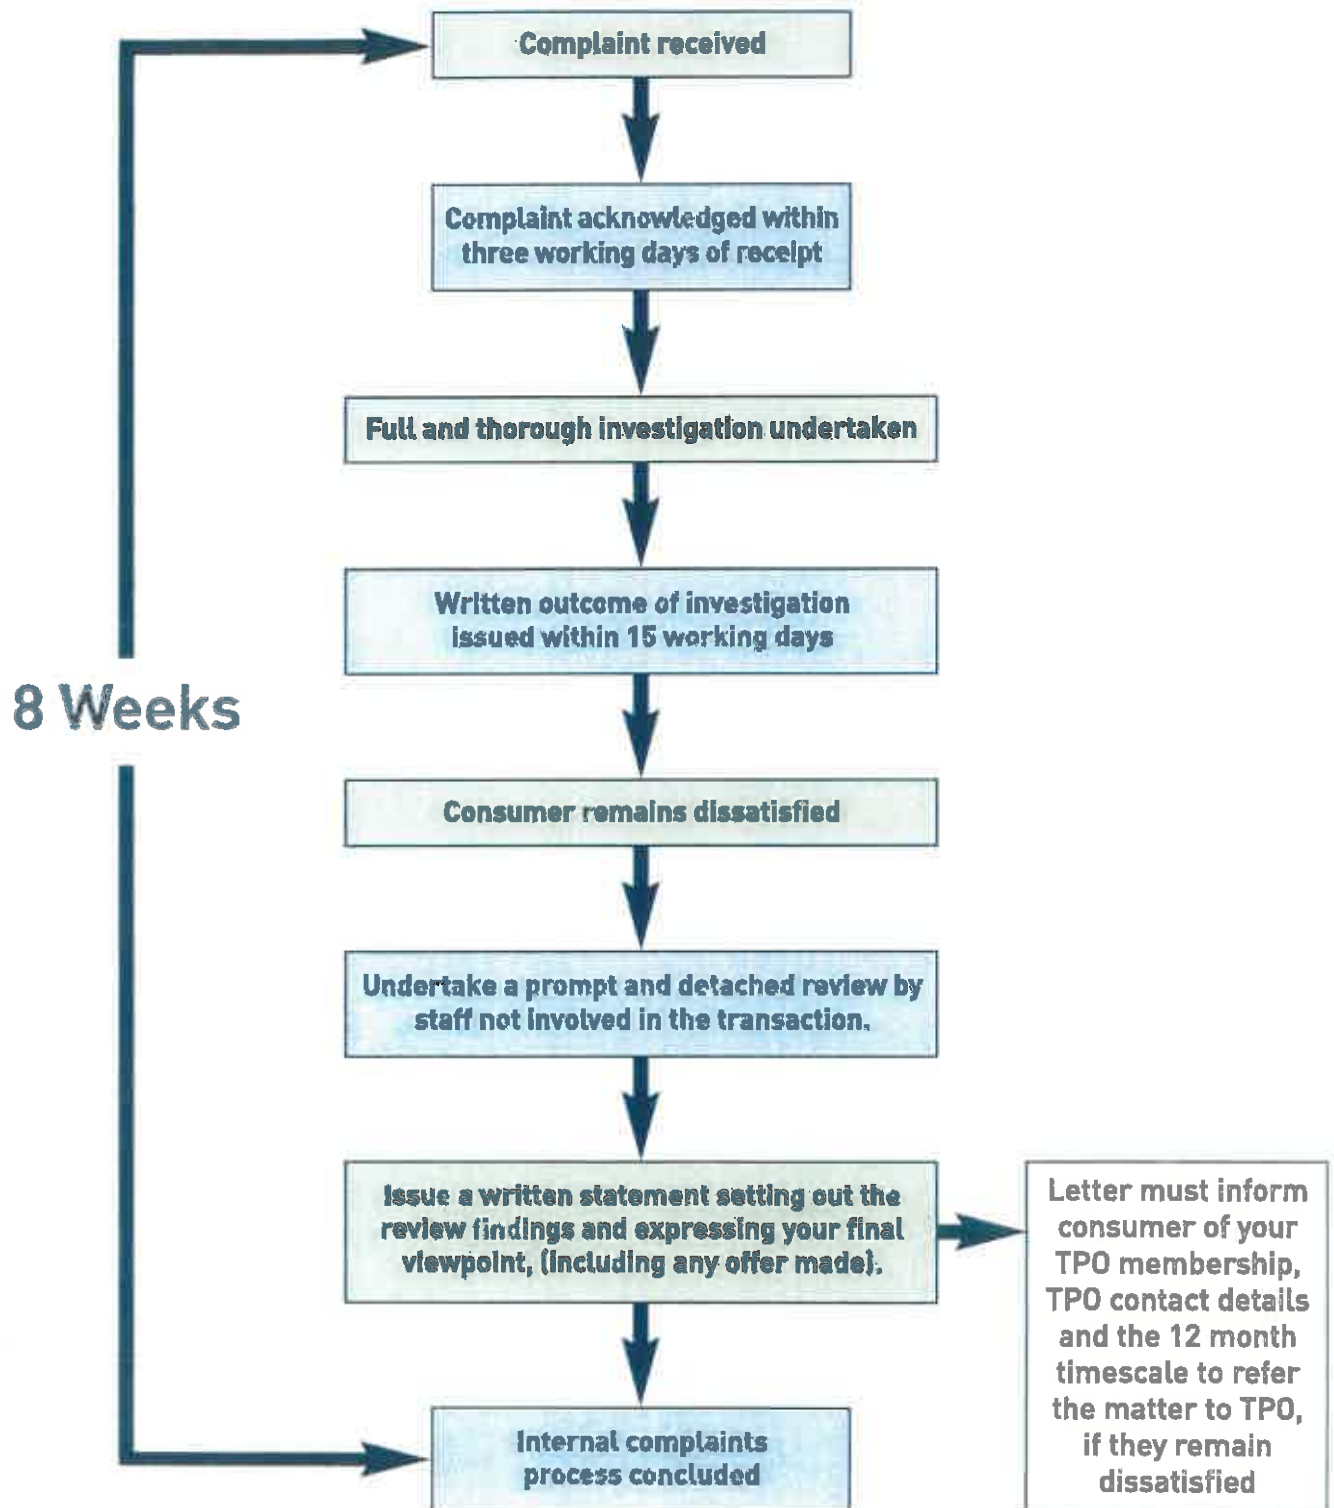 Complaint received
Complaint acknowledged within
three working days of receipt
Full and thorough investigation undertaken
Written outcome of investigation
issued within 15 working days
8 Weeks
Consumer remains dissatisfied
Undertake a prompt and detached review by
staff not involved in the transaction.
Issue a written statement setting out the
review findings and expressing your final
viewpoint, (including any offer made).
Letter must inform
consumer of your
TPO membership,
TPO contact details
and the 12 month
timescale to refer
the matter to TPO,
if they remain
dissatisfied
Internal complaints
process concluded